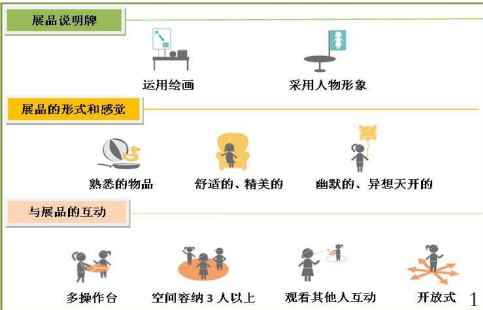 展品说明牌
运用绘画 采用人物形象
展品的形式和感觉
熟悉的物品 舒适的、精美的 幽默的、异想天开的
与展品的互动
多操作台 空间容纳 3 人以上 观看其他人互动 开放式 1